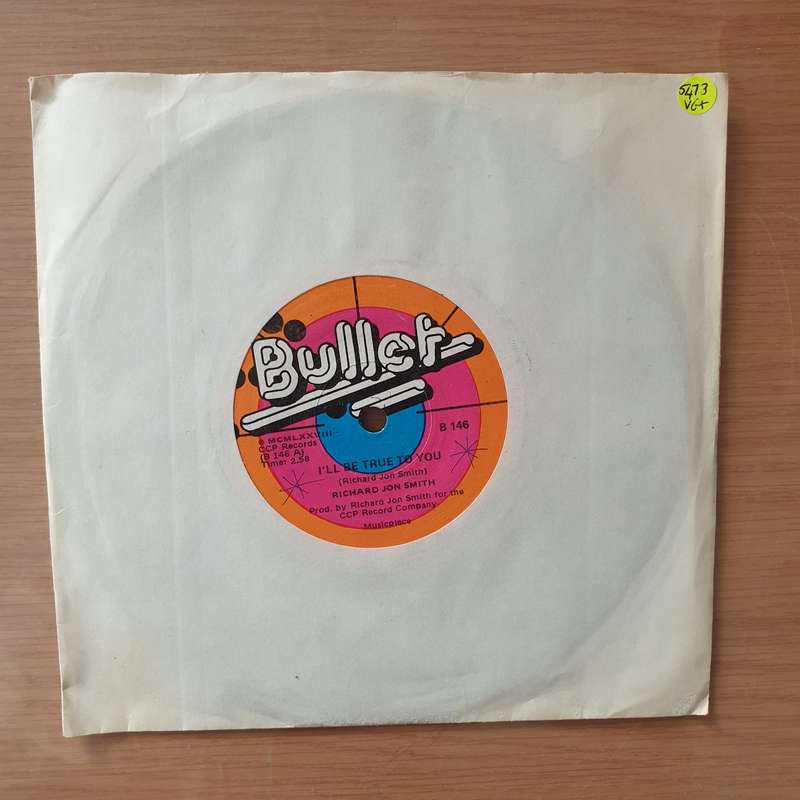 5473
VG+
Bullet
B 146
℗ MCMLXXVIII
CCP Records
(B 146 A)
Time: 2.58
I'LL BE TRUE TO YOU
(Richard Jon Smith)
RICHARD JON SMITH
Prod. by Richard Jon Smith for the
CCP Record Company
Musicpiece